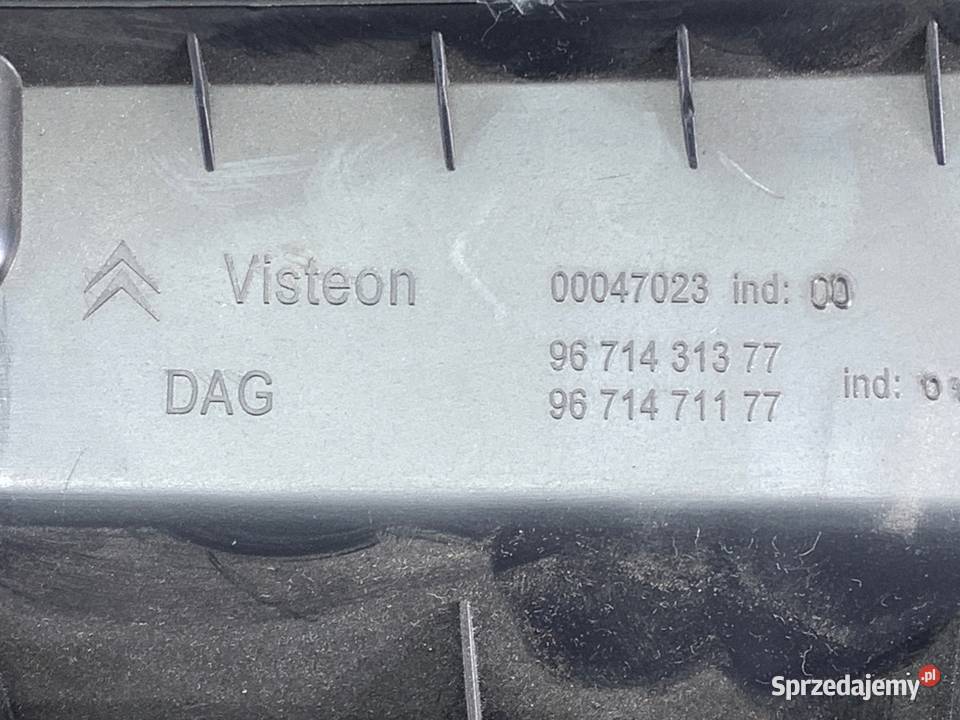 Visteon
00047023 ind: 00
96 714 313 77
96 714 711 77
ind:
DAG
Sprzedajemy.pl